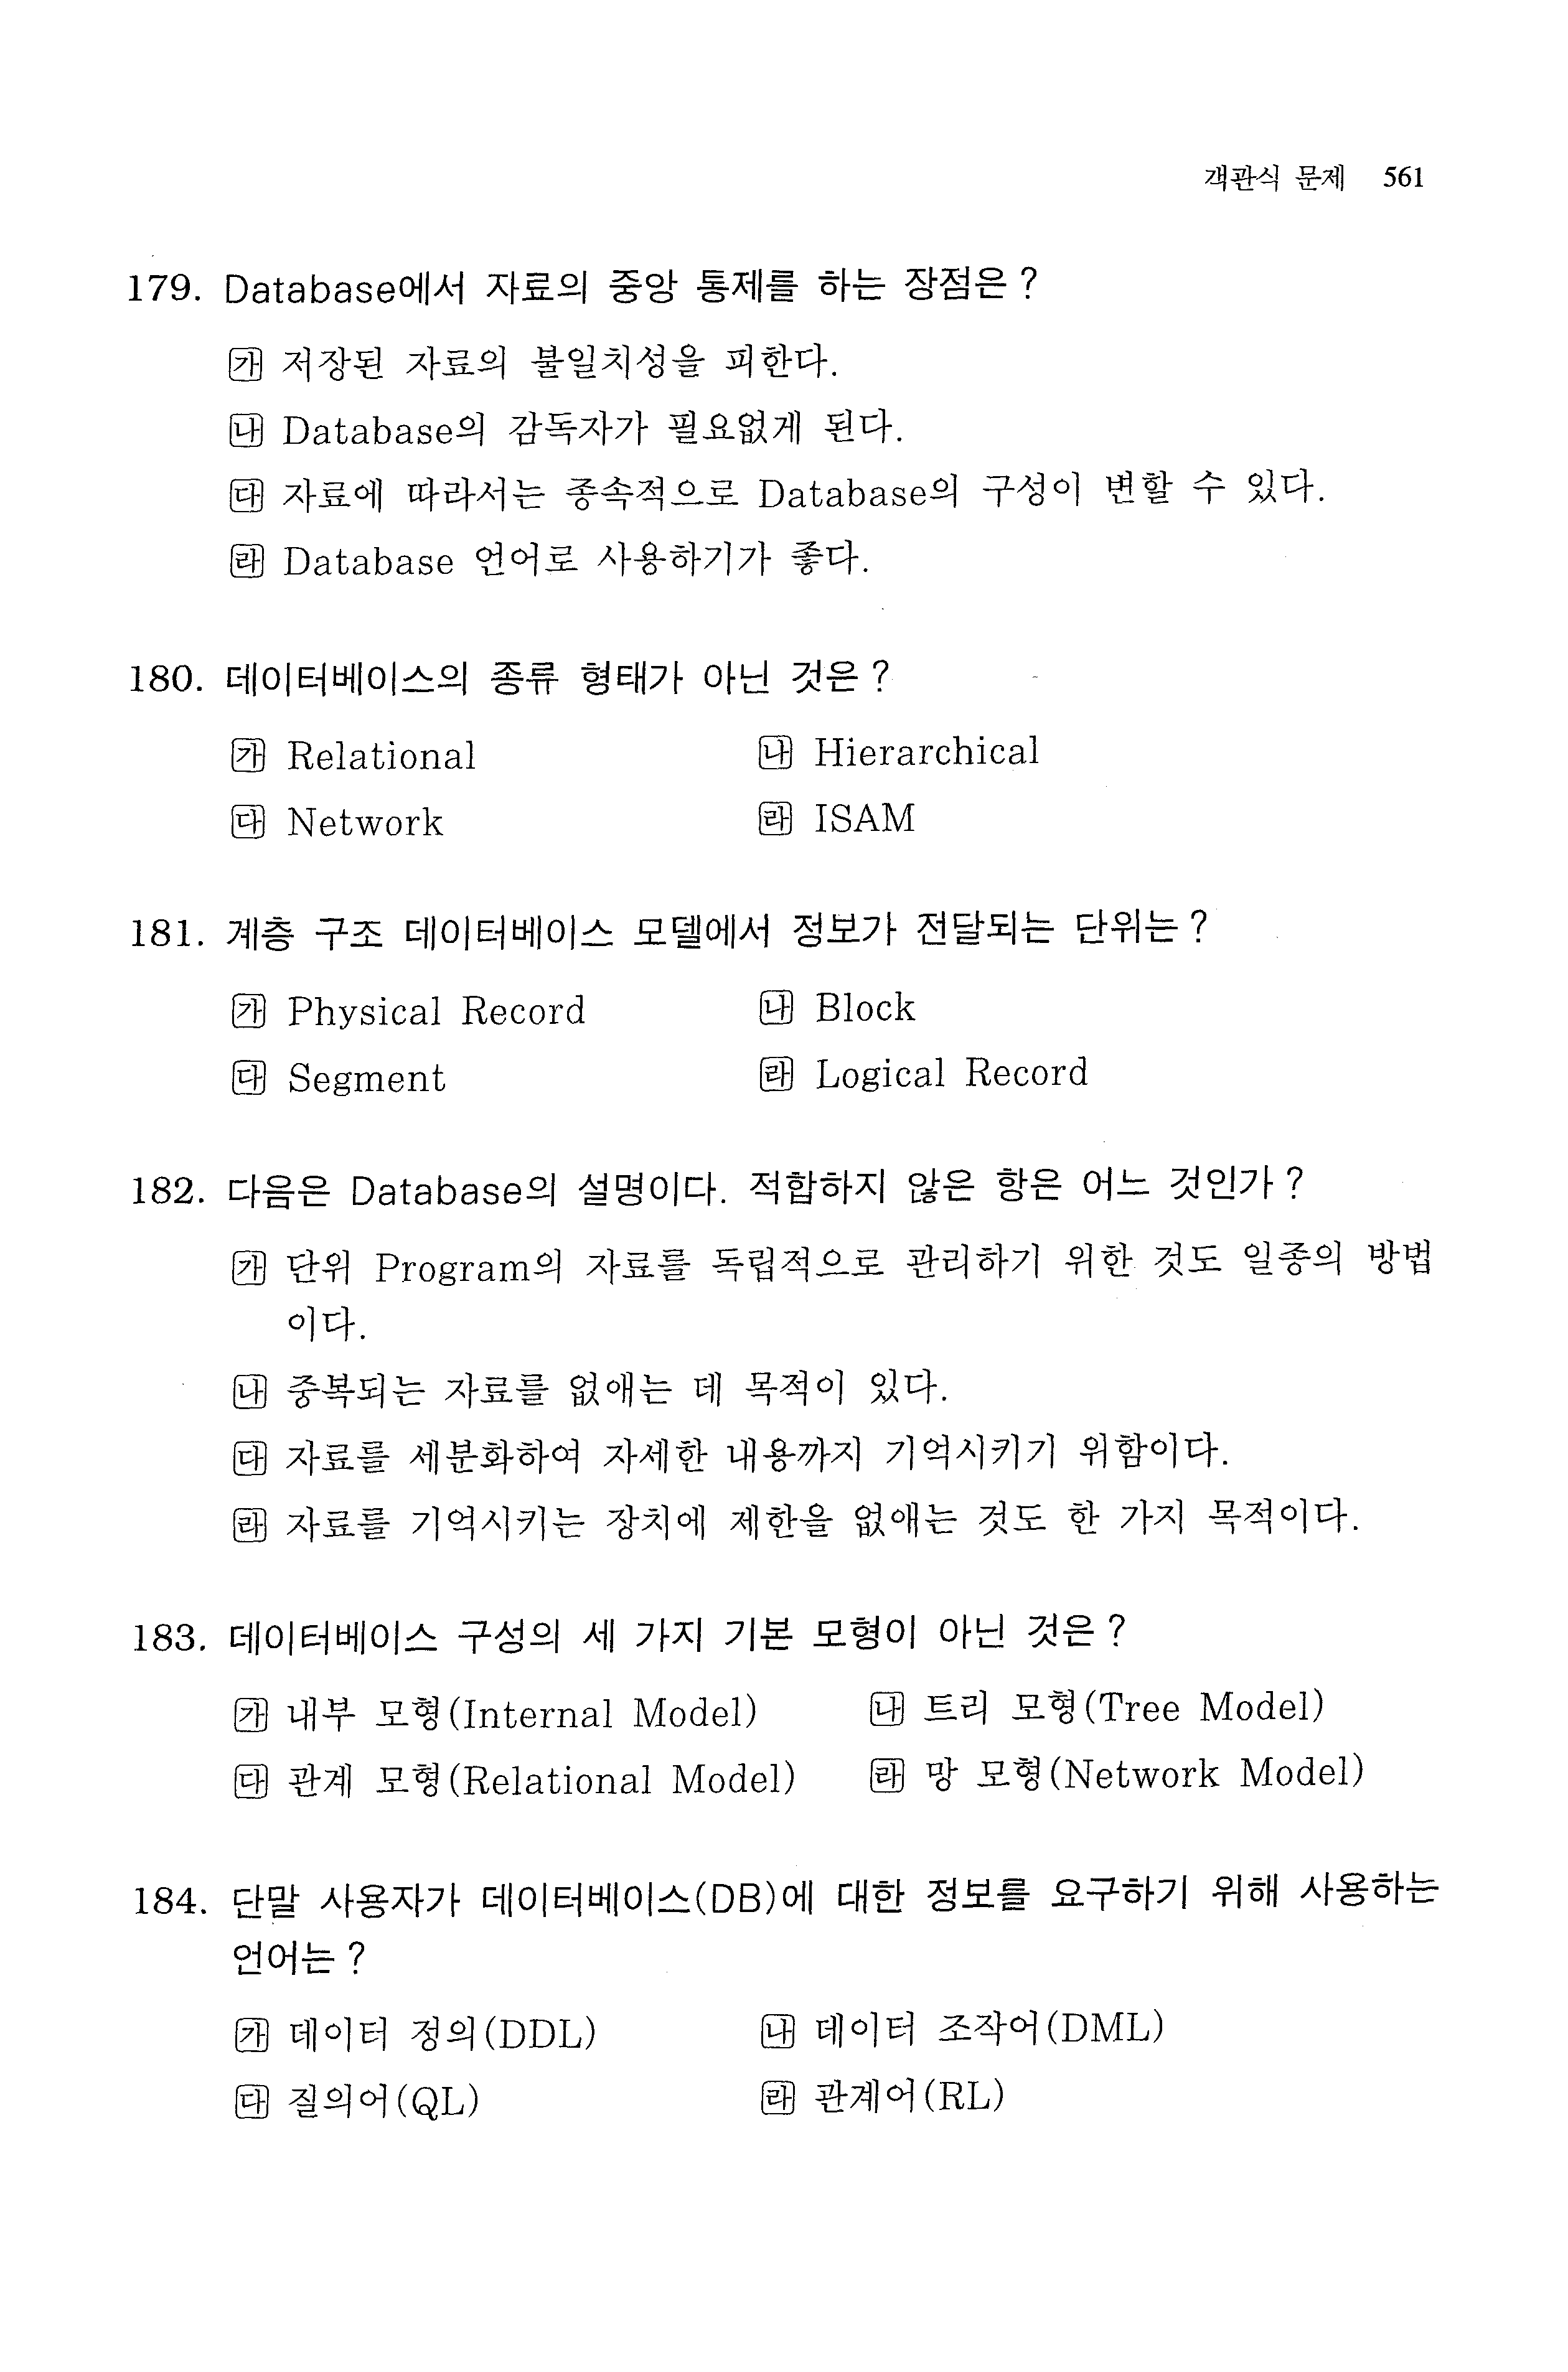 객관식 문제 561
179. Database에서 자료의 중앙 통제를 하는 장점은?
㉮ 저장된 자료의 불일치성을 피한다.
㉯ Database의 감독자가 필요없게 된다.
㉰ 자료에 따라서는 종속적으로 Database의 구성이 변할 수 있다.
㉱ Database 언어로 사용하기가 좋다.
180. 데이터베이스의 종류 형태가 아닌 것은?
㉮ Relational ㉯ Hierarchical
㉰ Network ㉱ ISAM
181. 계층 구조 데이터베이스 모델에서 정보가 전달되는 단위는?
㉮ Physical Record ㉯ Block
㉰ Segment ㉱ Logical Record
182. 다음은 Database의 설명이다. 적합하지 않은 항은 어느 것인가?
㉮ 단위 Program의 자료를 독립적으로 관리하기 위한 것도 일종의 방법
이다.
㉯ 중복되는 자료를 없애는 데 목적이 있다.
㉰ 자료를 세분화하여 자세한 내용까지 기억시키기 위함이다.
㉱ 자료를 기억시키는 장치에 제한을 없애는 것도 한 가지 목적이다.
183. 데이터베이스 구성의 세 가지 기본 모형이 아닌 것은?
㉮ 내부 모형(Internal Model) ㉯ 트리 모형(Tree Model)
㉰ 관계 모형(Relational Model) ㉱ 망 모형(Network Model)
184. 단말 사용자가 데이터베이스(DB)에 대한 정보를 요구하기 위해 사용하는
언어는?
㉮ 데이터 정의(DDL) ㉯ 데이터 조작어(DML)
㉰ 질의어(QL) ㉱ 관계어(RL)